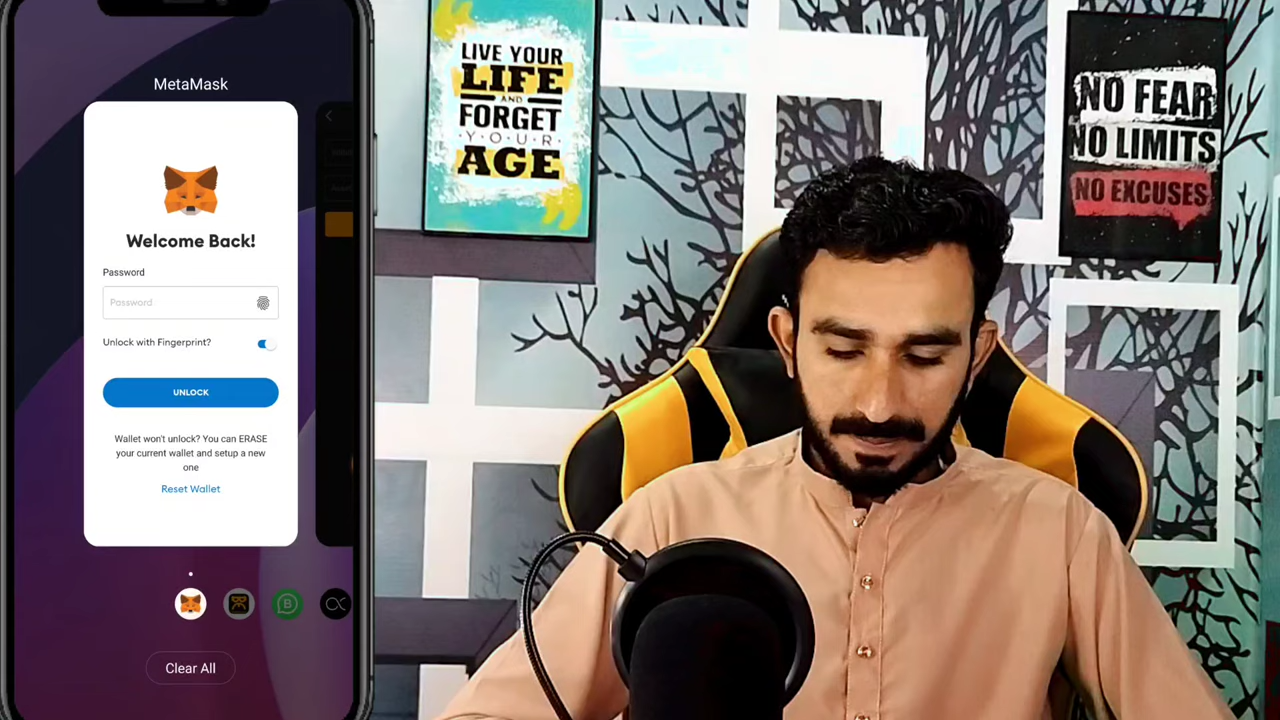 MetaMask
Welcome Back!
Password
Password
Unlock with Fingerprint?
UNLOCK
Wallet won't unlock? You can ERASE
your current wallet and setup a new
one
Reset Wallet
Clear All
LIVE YOUR
LIFE
AND
FORGET
·Y·O·U·R·
AGE
NO FEAR
NO LIMITS
NO EXCUSES